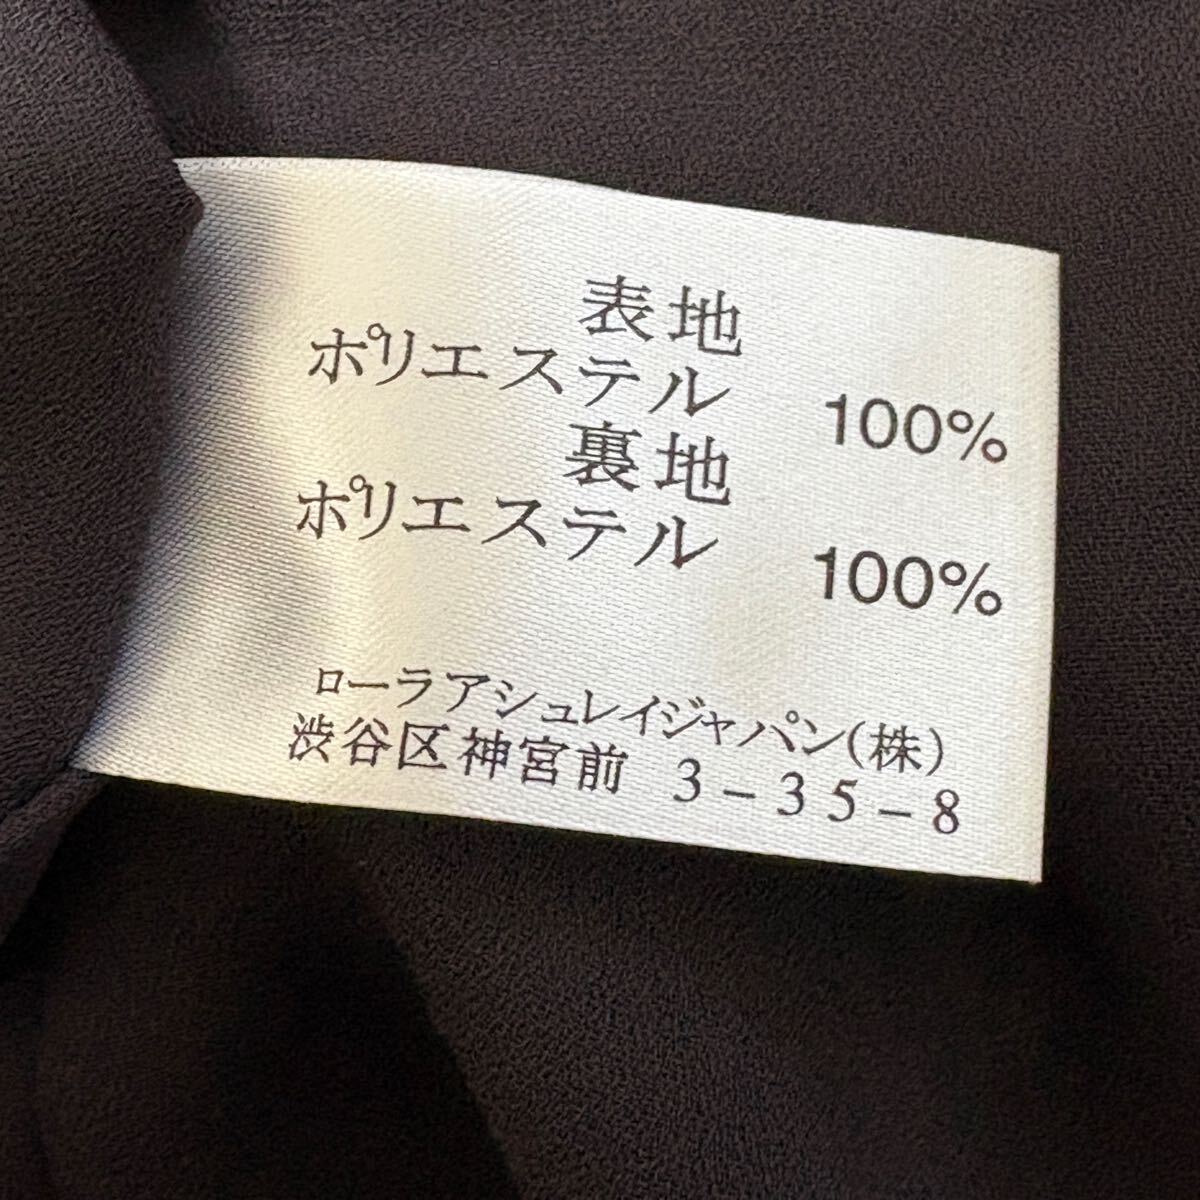 表地
ポリエステル 100%
裏地
ポリエステル 100%
ローラアシュレイジャパン(株)
渋谷区神宮前 3-35-8